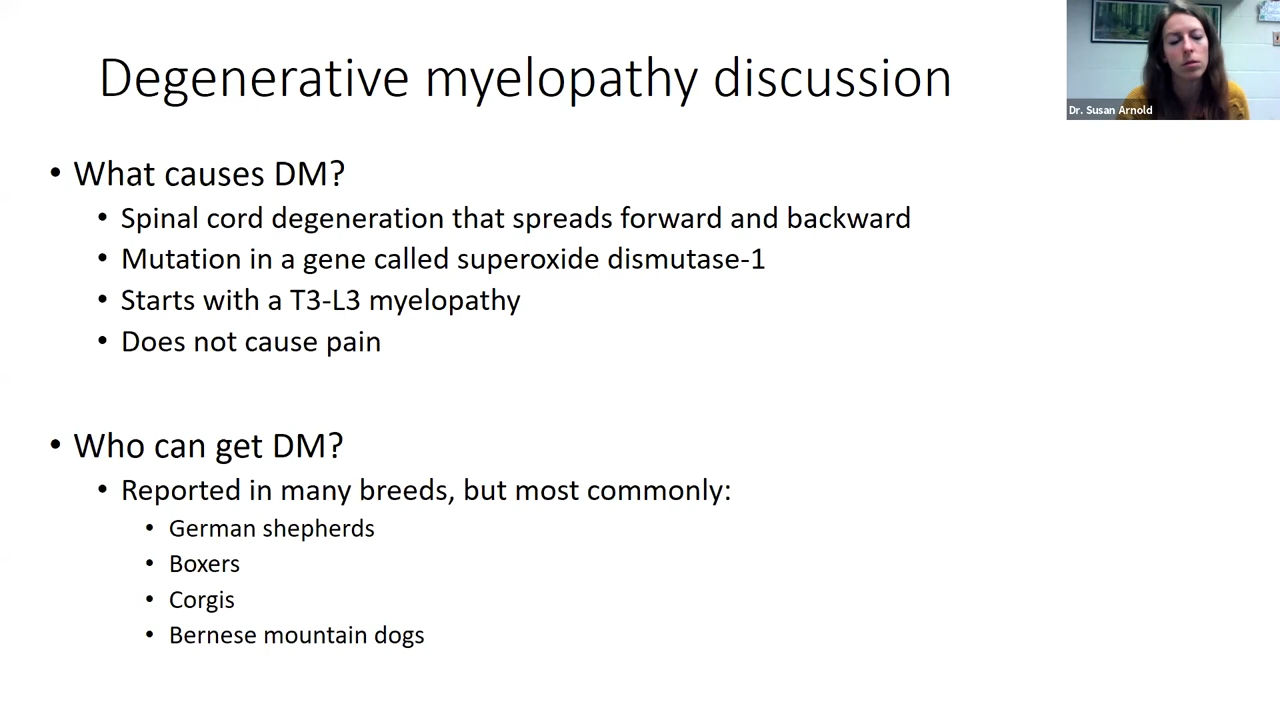 Degenerative myelopathy discussion
Dr. Susan Arnold
• What causes DM?
• Spinal cord degeneration that spreads forward and backward
• Mutation in a gene called superoxide dismutase-1
• Starts with a T3-L3 myelopathy
• Does not cause pain
• Who can get DM?
• Reported in many breeds, but most commonly:
• German shepherds
• Boxers
• Corgis
• Bernese mountain dogs